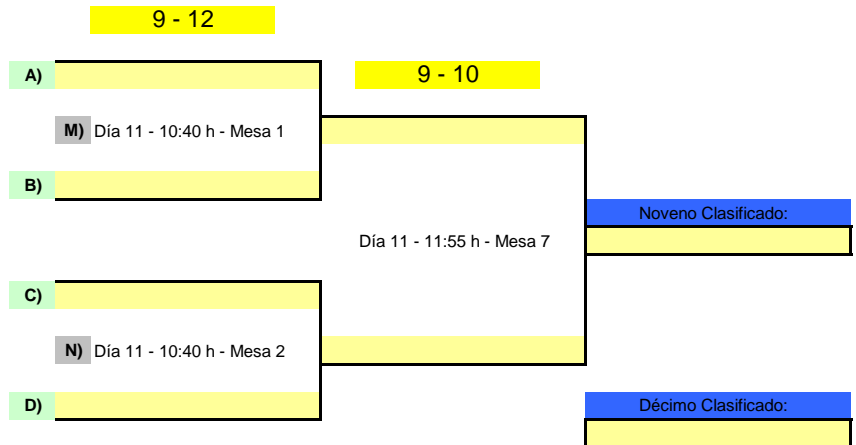 9 - 12
A)
9 - 10
M) Día 11 - 10:40 h - Mesa 1
B)
Noveno Clasificado:
Día 11 - 11:55 h - Mesa 7
C)
N) Día 11 - 10:40 h - Mesa 2
D)
Décimo Clasificado: